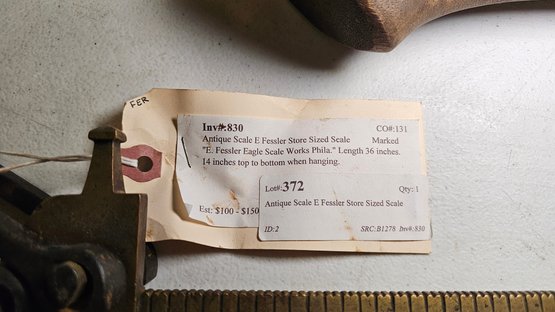 FER
Inv#:830 CO#:131
Antique Scale E Fessler Store Sized Scale Marked
"E. Fessler Eagle Scale Works Phila." Length 36 inches.
14 inches top to bottom when hanging.
Est: $100 - $150
Lot#:372 Qty: 1
Antique Scale E Fessler Store Sized Scale
ID:2 SRC:B1278 Inv#:830